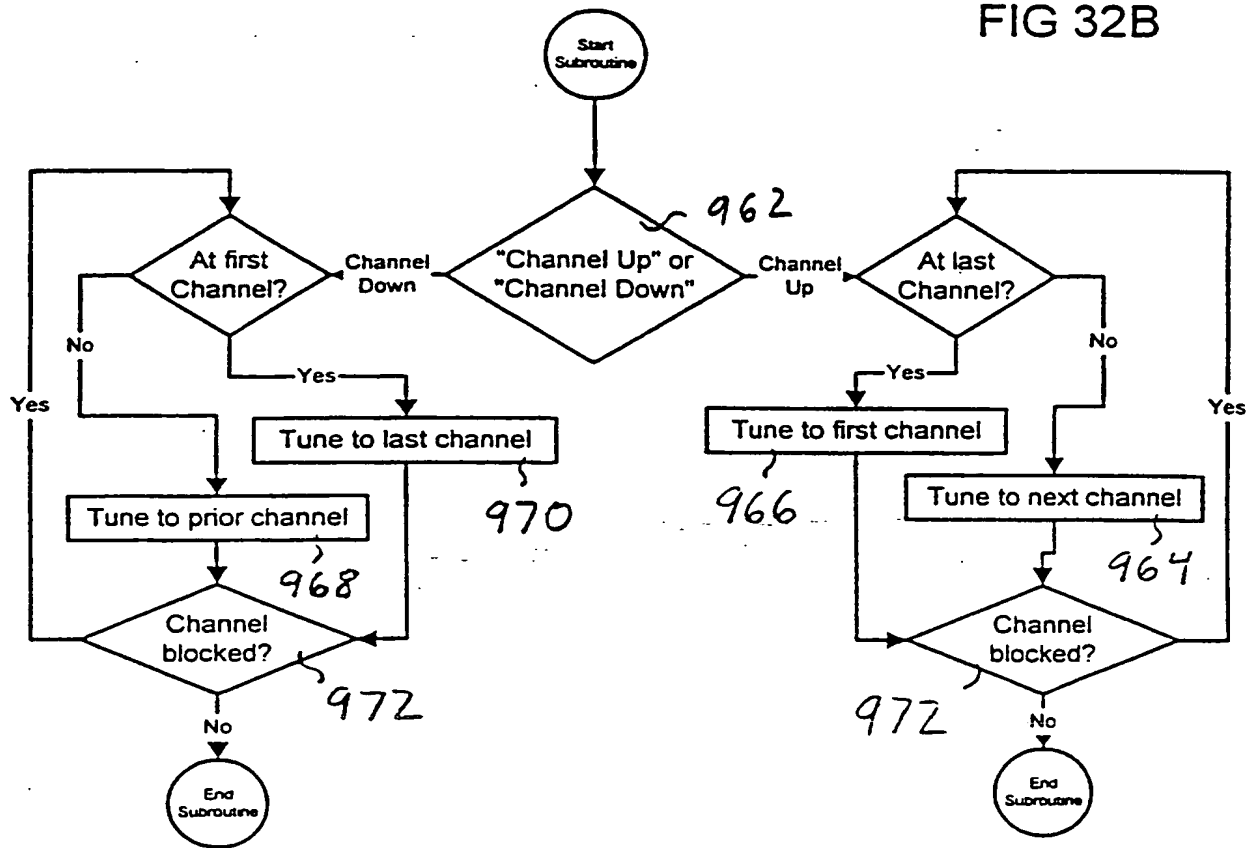 FIG 32B
Start
Subroutine
962
"Channel Up" or
"Channel Down"
Channel
Down
Channel
Up
At first
Channel?
At last
Channel?
No
Yes
Yes
No
Yes
Yes
Tune to last channel
970
Tune to first channel
966
Tune to prior channel
968
Tune to next channel
964
Channel
blocked?
972
Channel
blocked?
972
No
No
End
Subroutine
End
Subroutine